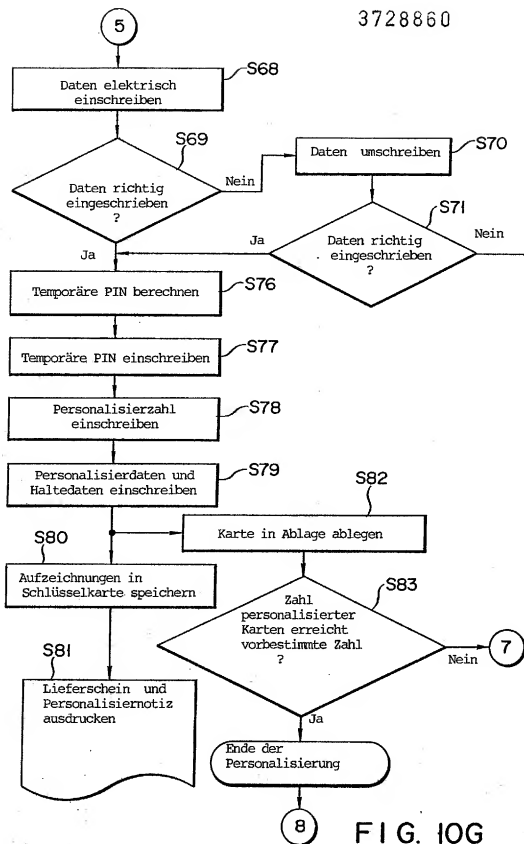 3728860
5
Daten elektrisch
einschreiben
S68
S69
Daten richtig
eingeschrieben
?
Nein
Ja
Daten umschreiben
S70
S71
Daten richtig
eingeschrieben
?
Ja
Nein
Temporäre PIN berechnen
S76
Temporäre PIN einschreiben
S77
Personalisierzahl
einschreiben
S78
Personalisierdaten und
Haltedaten einschreiben
S79
S80
Aufzeichnungen in
Schlüsselkarte speichern
S81
Lieferschein und
Personalisiernotiz
ausdrucken
S82
Karte in Ablage ablegen
S83
Zahl
personalisierter
Karten erreicht
vorbestimmte Zahl
?
Nein
7
Ja
Ende der
Personalisierung
8
FIG. 10G